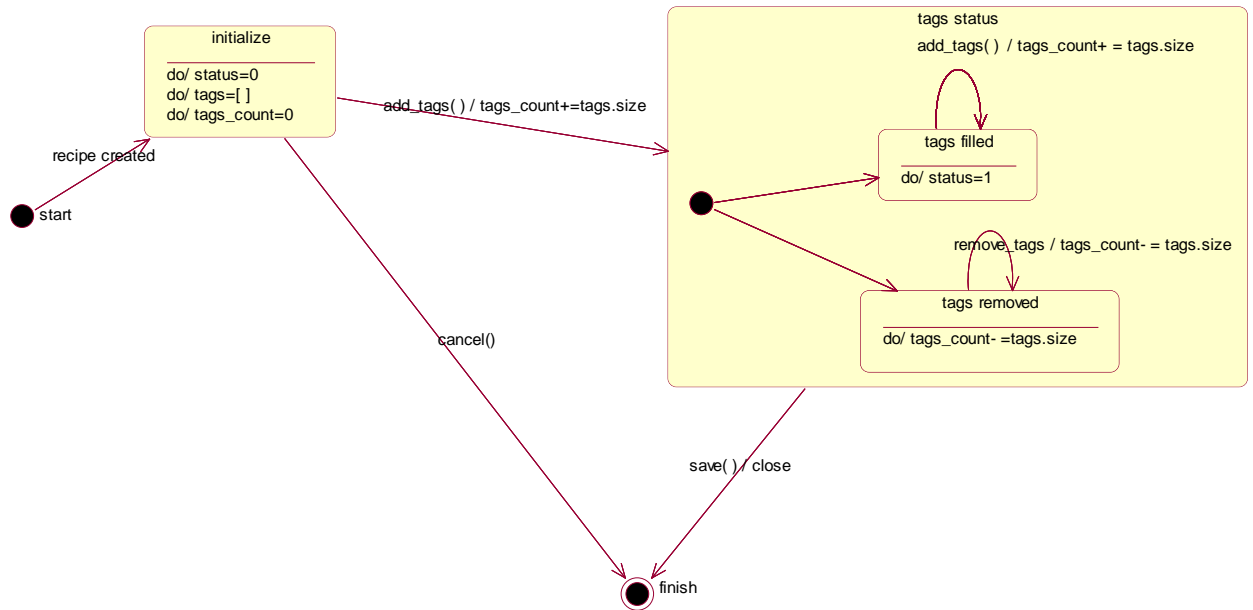 tags status
add_tags( ) / tags_count+ = tags.size
initialize
do/ status=0
do/ tags=[ ]
do/ tags_count=0
add_tags( ) / tags_count+=tags.size
tags filled
do/ status=1
recipe created
start
remove_tags / tags_count- = tags.size
tags removed
do/ tags_count- =tags.size
cancel()
save( ) / close
finish